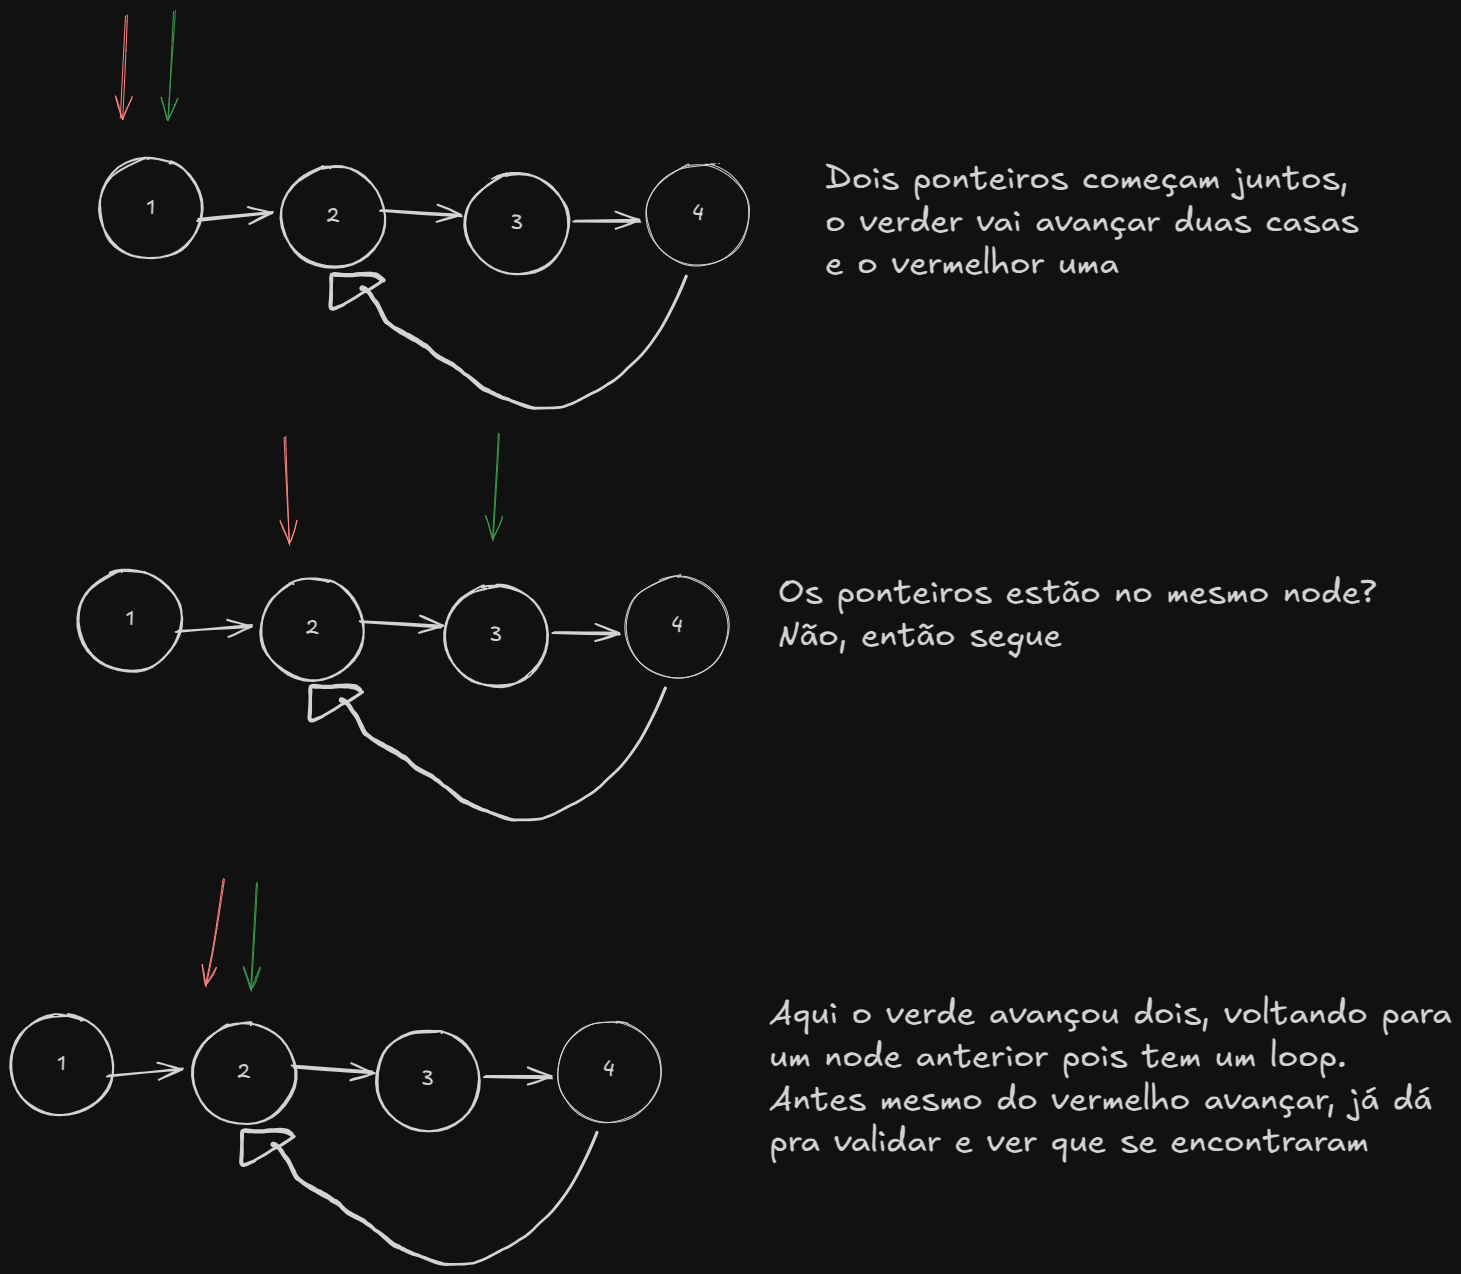 1
2
3
4
Dois ponteiros começam juntos,
o verder vai avançar duas casas
e o vermelhor uma
1
2
3
4
Os ponteiros estão no mesmo node?
Não, então segue
1
2
3
4
Aqui o verde avançou dois, voltando para
um node anterior pois tem um loop.
Antes mesmo do vermelho avançar, já dá
pra validar e ver que se encontraram